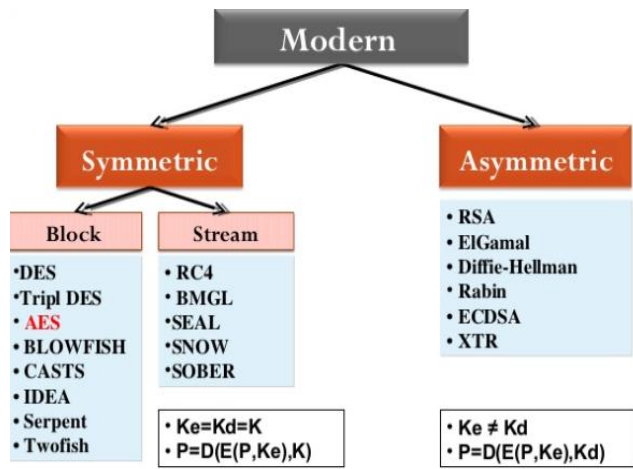 Modern
Symmetric
Asymmetric
Block
•DES
•Tripl DES
• AES
• BLOWFISH
• CASTS
• IDEA
• Serpent
• Twofish
Stream
• RC4
• BMGL
•SEAL
•SNOW
•SOBER
• Ke=Kd=K
• P=D(E(P,Ke),K)
• RSA
• ElGamal
• Diffie-Hellman
• Rabin
• ECDSA
• XTR
• Ke ≠ Kd
• P=D(E(P,Ke),Kd)